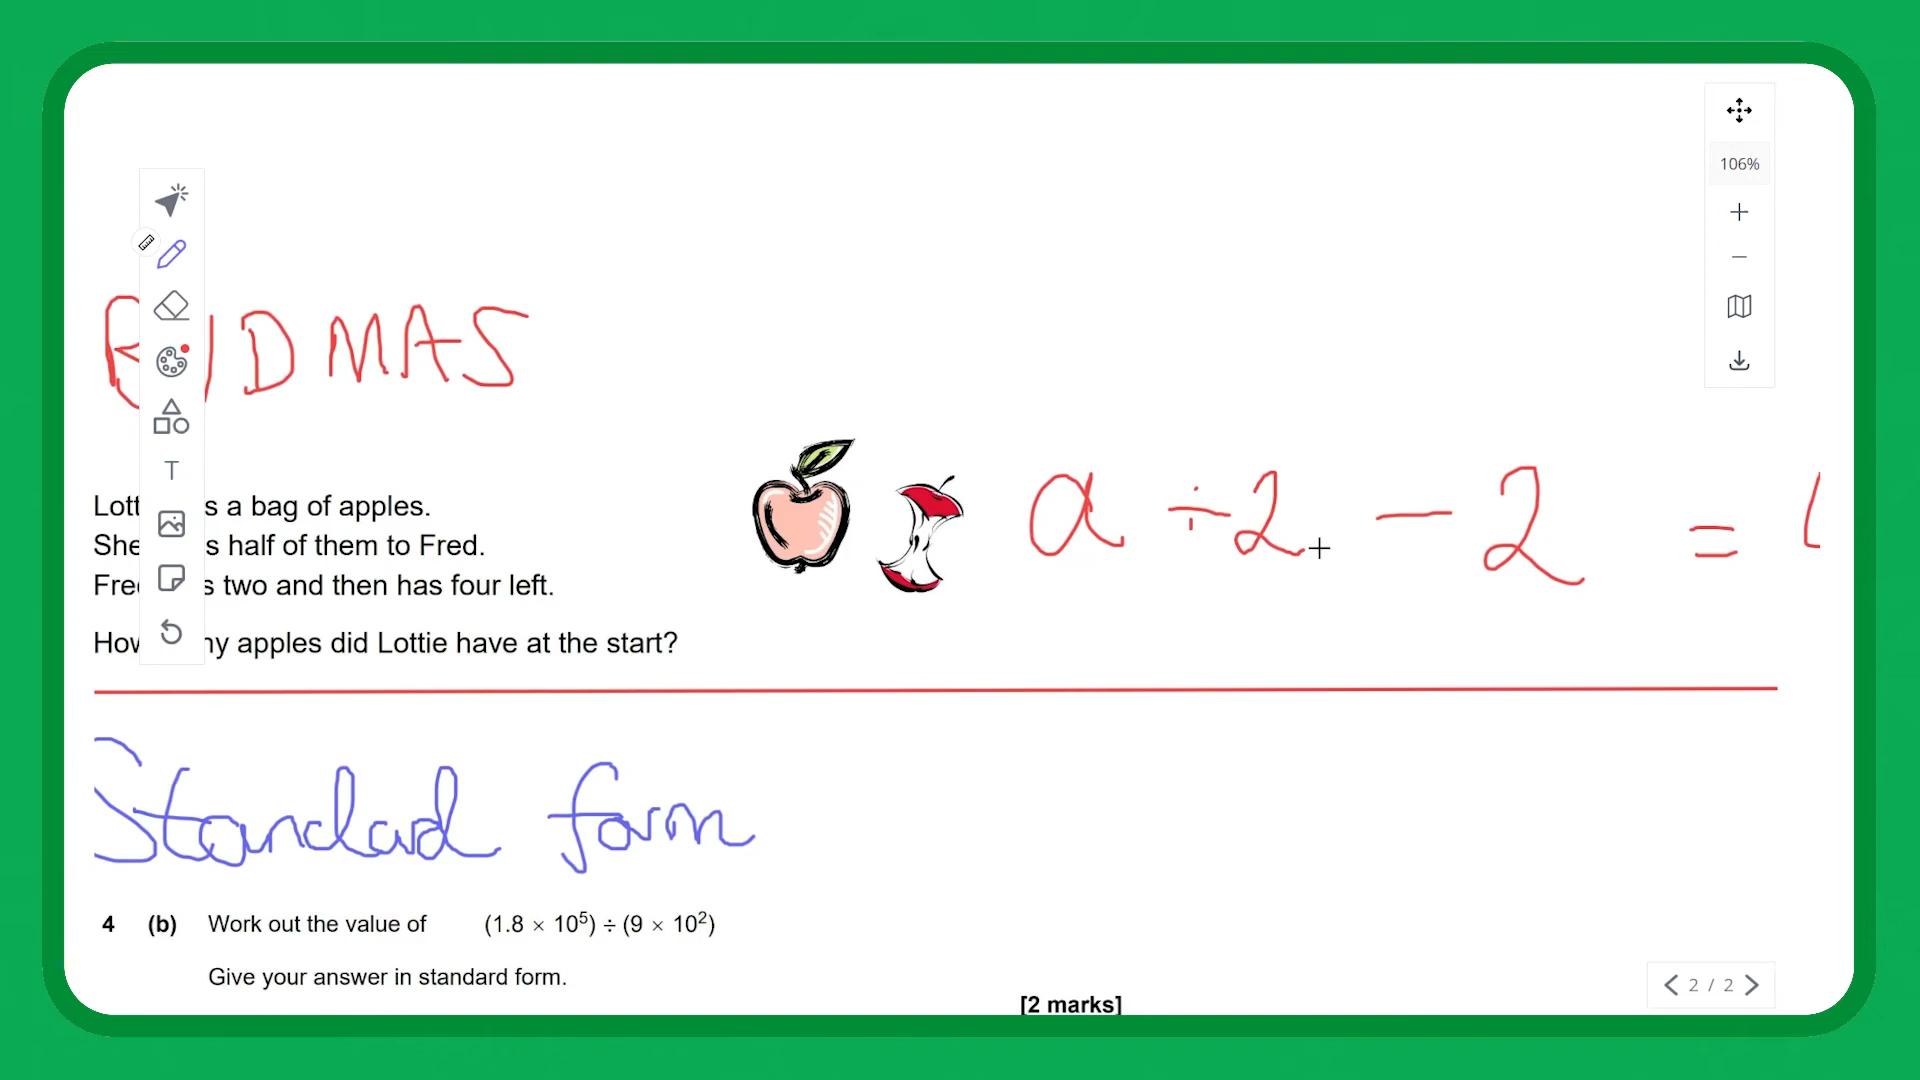 106%
DMAS
T
Lott s a bag of apples.
She s half of them to Fred.
Fred s two and then has four left.
How ny apples did Lottie have at the start?
a ÷ 2 - 2 =
Standard form
4 (b) Work out the value of (1.8 × 10⁵) ÷ (9 × 10²)
Give your answer in standard form.
[2 marks]
2 / 2